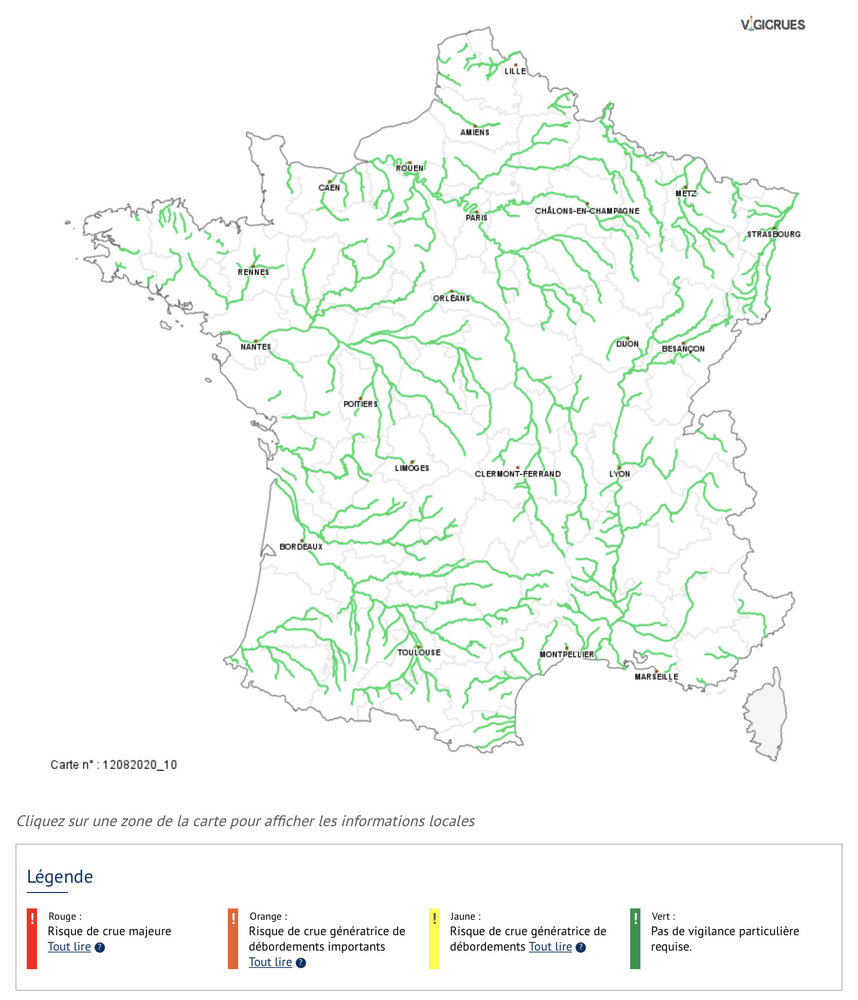 VIGICRUES
LILLE
AMIENS
ROUEN
CAEN
METZ
PARIS
CHÂLONS-EN-CHAMPAGNE
STRASBOURG
RENNES
ORLÉANS
NANTES
DIJON
BESANÇON
POITIERS
LIMOGES
CLERMONT-FERRAND
LYON
BORDEAUX
TOULOUSE
MONTPELLIER
MARSEILLE
Carte n° : 12082020_10
Cliquez sur une zone de la carte pour afficher les informations locales
Légende
!
Rouge :
Risque de crue majeure
Tout lire ?
!
Orange :
Risque de crue génératrice de
débordements importants
Tout lire ?
!
Jaune :
Risque de crue génératrice de
débordements Tout lire ?
!
Vert :
Pas de vigilance particulière
requise.